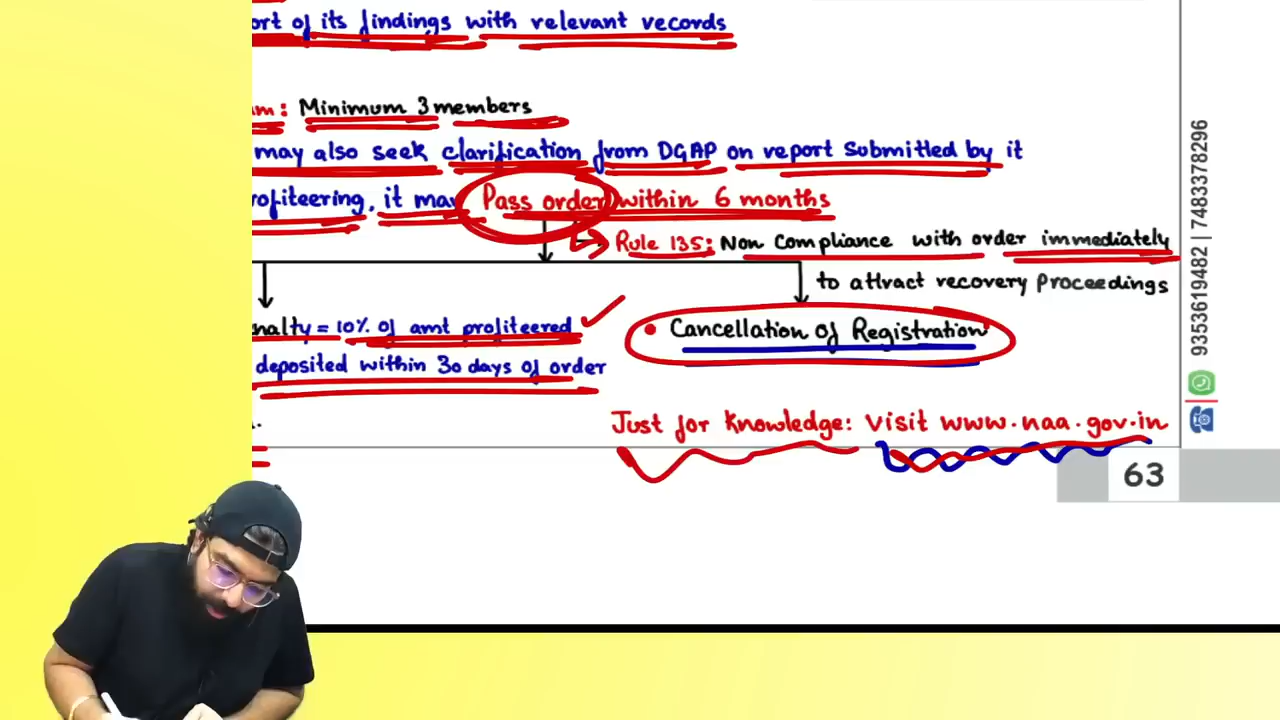 ort of its findings with relevant records
m: Minimum 3 members
may also seek clarification from DGAP on report submitted by it
rofiteering, it may Pass order within 6 months
Rule 135: Non Compliance with order immediately
to attract recovery Proceedings
nalty = 10% of amt profiteered
• Cancellation of Registration
deposited within 30 days of order
Just for Knowledge: visit www.naa.gov.in
63
9353619482 | 7483378296